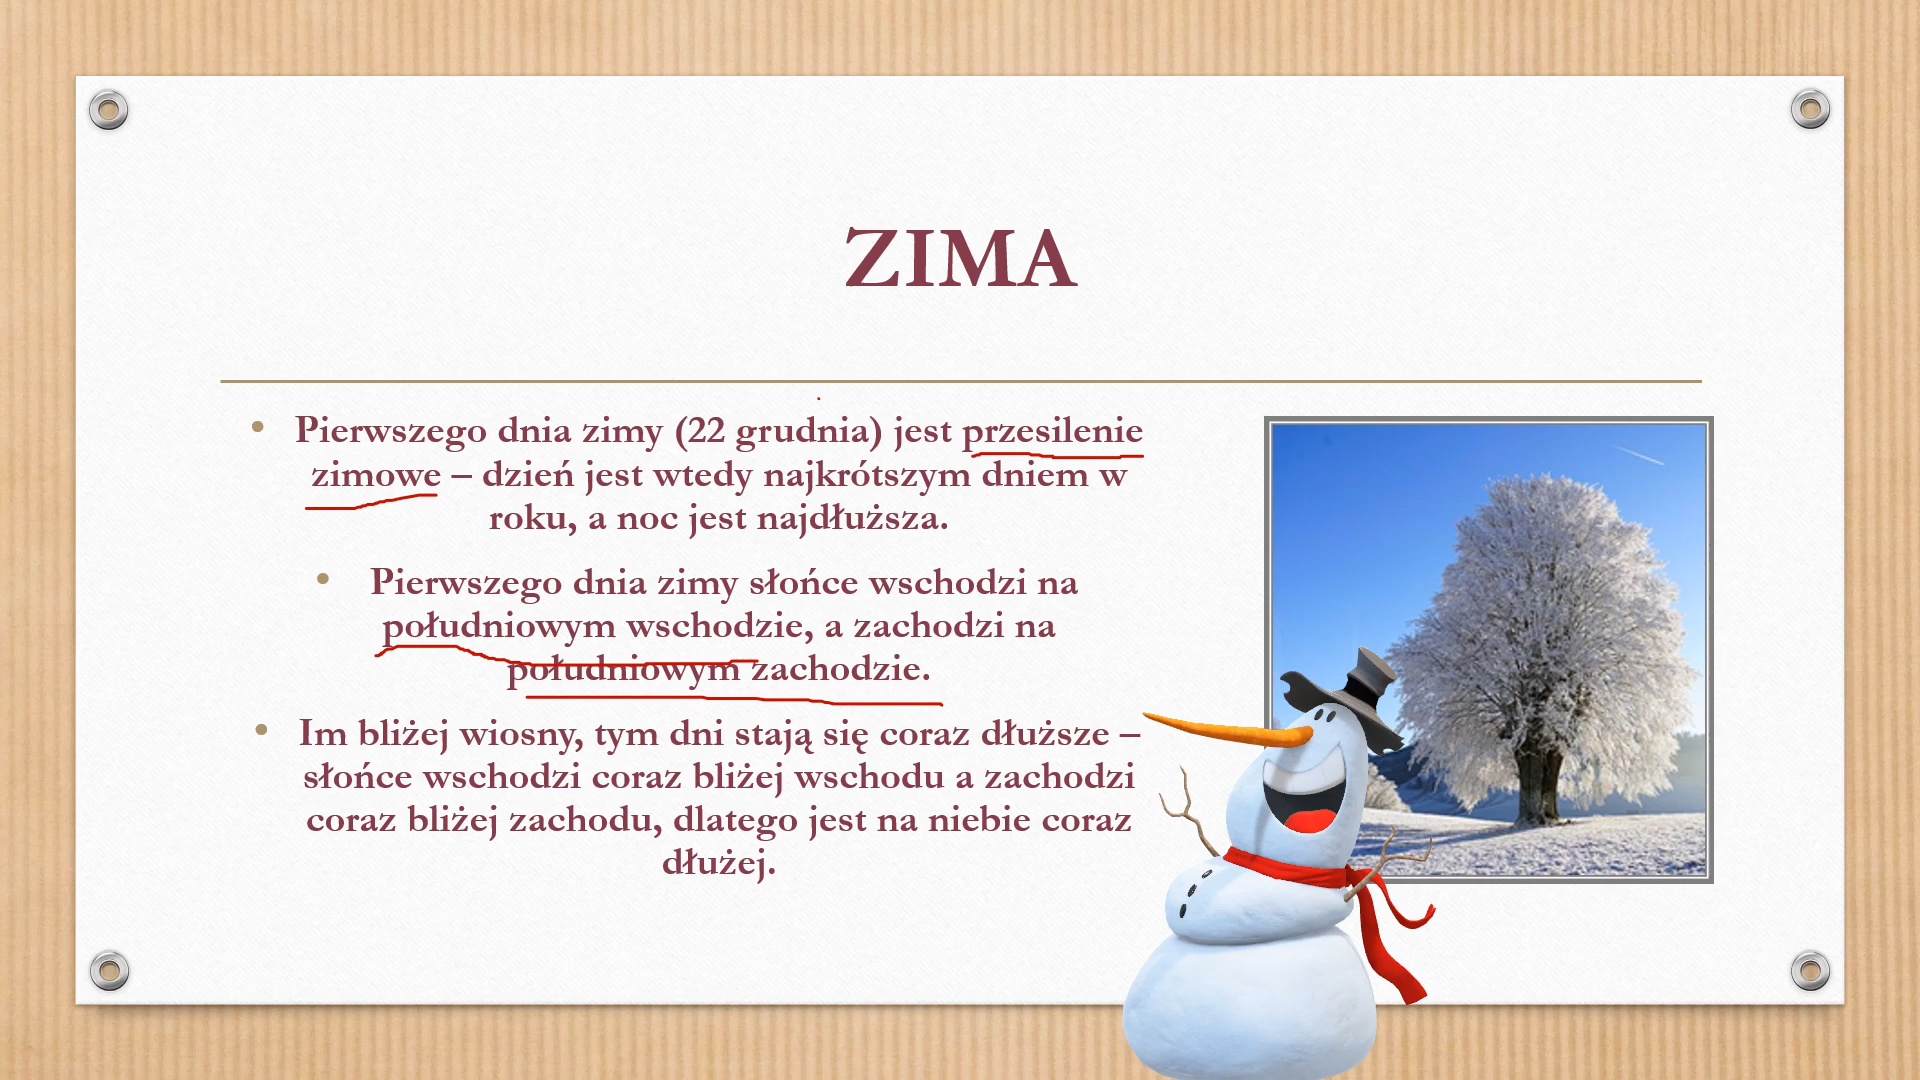 ZIMA
• Pierwszego dnia zimy (22 grudnia) jest przesilenie
zimowe – dzień jest wtedy najkrótszym dniem w
roku, a noc jest najdłuższa.
• Pierwszego dnia zimy słońce wschodzi na
południowym wschodzie, a zachodzi na
południowym zachodzie.
• Im bliżej wiosny, tym dni stają się coraz dłuższe –
słońce wschodzi coraz bliżej wschodu a zachodzi
coraz bliżej zachodu, dlatego jest na niebie coraz
dłużej.